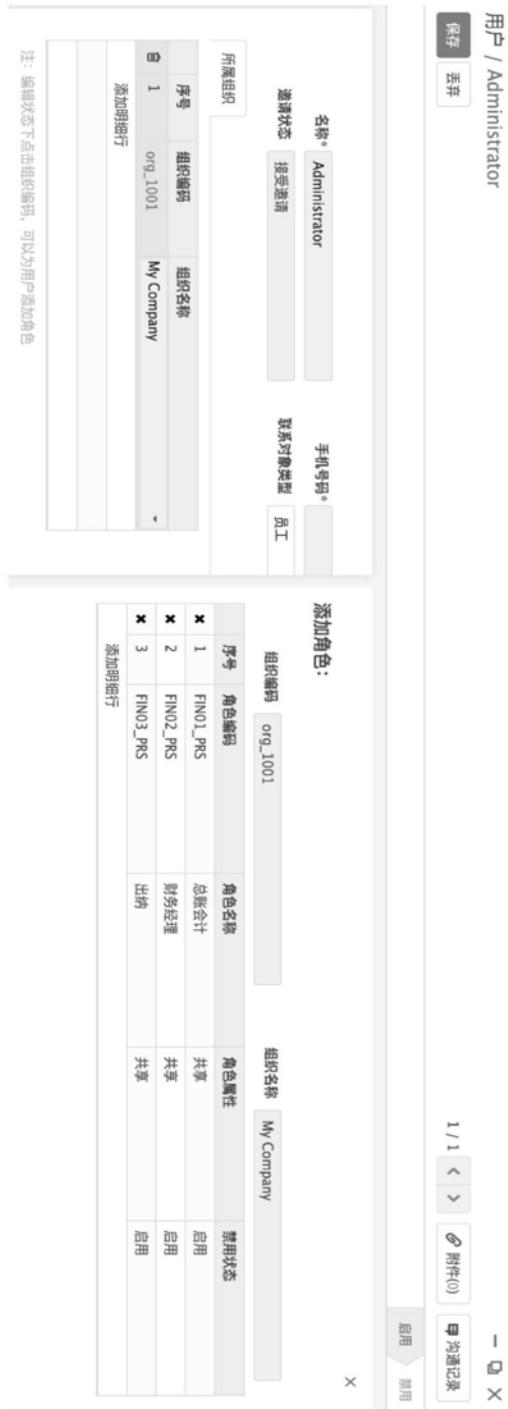 用户 / Administrator
保存 丢弃
1 / 1 附件(0) 沟通记录
启用 禁用
名称* Administrator 手机号码*
邀请状态 接受邀请 联系对象类型 员工
所属组织
序号 组织编码 组织名称
1 org_1001 My Company
添加明细行
注：编辑状态下点击组织编码，可以为用户添加角色
添加角色：
组织编码 org_1001 组织名称 My Company
序号 角色编码 角色名称 角色属性 禁用状态
1 FIN01_PRS 总账会计 共享 启用
2 FIN02_PRS 财务经理 共享 启用
3 FIN03_PRS 出纳 共享 启用
添加明细行